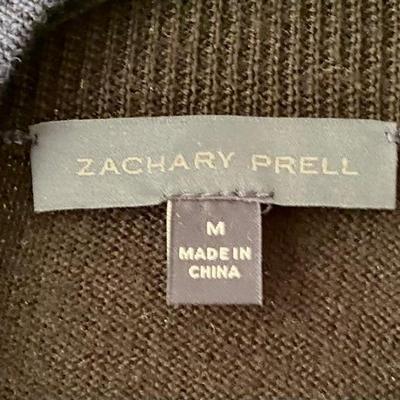 ZACHARY PRELL
M
MADE IN
CHINA